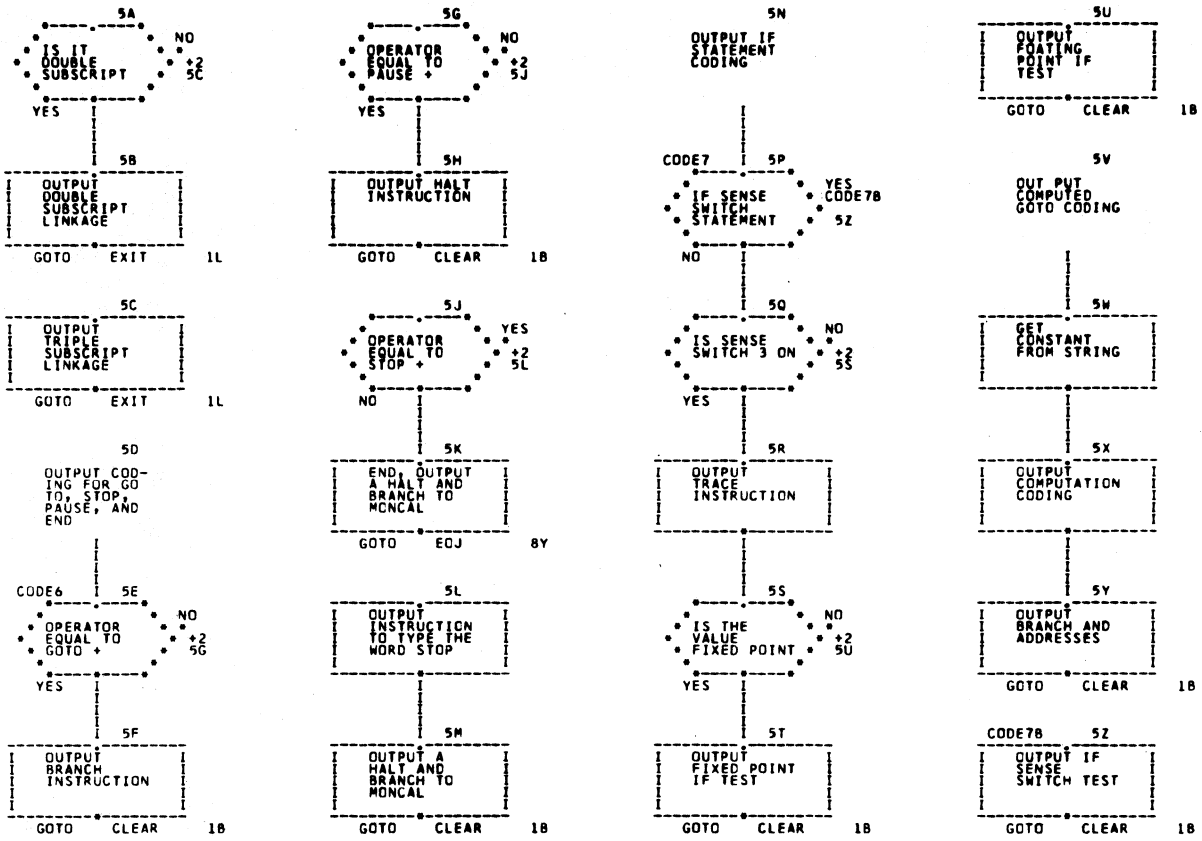 5A
NO
IS IT
DOUBLE
SUBSCRIPT
+2
5C
YES
5B
OUTPUT
DOUBLE
SUBSCRIPT
LINKAGE
GOTO EXIT 1L
5C
OUTPUT
TRIPLE
SUBSCRIPT
LINKAGE
GOTO EXIT 1L
5D
OUTPUT COD-
ING FOR GO
TO, STOP,
PAUSE, AND
END
CODE6 5E
NO
OPERATOR
EQUAL TO
GOTO +
+2
5G
YES
5F
OUTPUT
BRANCH
INSTRUCTION
GOTO CLEAR 1B
5G
NO
OPERATOR
EQUAL TO
PAUSE +
+2
5J
YES
5H
OUTPUT HALT
INSTRUCTION
GOTO CLEAR 1B
5J
YES
OPERATOR
EQUAL TO
STOP +
+2
5L
NO
5K
END, OUTPUT
A HALT AND
BRANCH TO
MONCAL
GOTO EOJ 8Y
5L
OUTPUT
INSTRUCTION
TO TYPE THE
WORD STOP
5M
OUTPUT A
HALT AND
BRANCH TO
MONCAL
GOTO CLEAR 1B
5N
OUTPUT IF
STATEMENT
CODING
CODE7 5P
YES
CODE7B
IF SENSE
SWITCH
STATEMENT
5Z
NO
5Q
NO
IS SENSE
SWITCH 3 ON
+2
5S
YES
5R
OUTPUT
TRACE
INSTRUCTION
5S
NO
IS THE
VALUE
FIXED POINT
+2
5U
YES
5T
OUTPUT
FIXED POINT
IF TEST
GOTO CLEAR 1B
5U
OUTPUT
FOATING
POINT IF
TEST
GOTO CLEAR 1B
5V
OUT PUT
COMPUTED
GOTO CODING
5W
GET
CONSTANT
FROM STRING
5X
OUTPUT
COMPUTATION
CODING
5Y
OUTPUT
BRANCH AND
ADDRESSES
GOTO CLEAR 1B
CODE7B 5Z
OUTPUT IF
SENSE
SWITCH TEST
GOTO CLEAR 1B